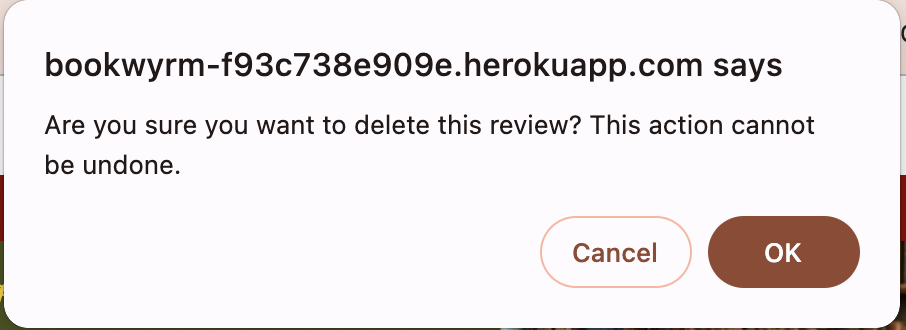 bookwyrm-f93c738e909e.herokuapp.com says
Are you sure you want to delete this review? This action cannot
be undone.
Cancel
OK